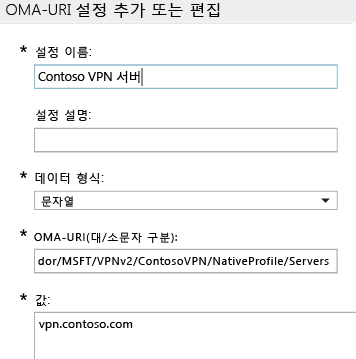 OMA-URI 설정 추가 또는 편집
* 설정 이름:
Contoso VPN 서버
설정 설명:
* 데이터 형식:
문자열
* OMA-URI(대/소문자 구분):
dor/MSFT/VPNv2/ContosoVPN/NativeProfile/Servers
* 값:
vpn.contoso.com